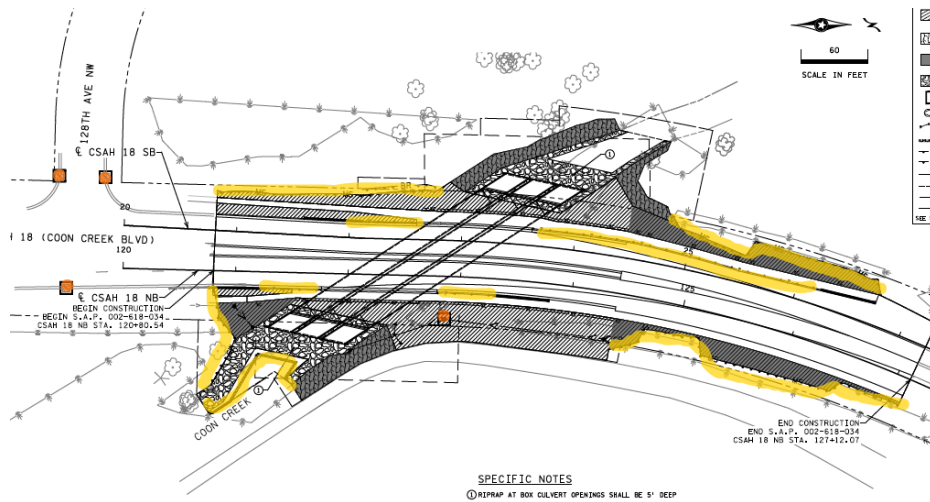 60
SCALE IN FEET
128TH AVE NW
℄ CSAH 18 SB
20
H 18 (COON CREEK BLVD)
120
25
125
℄ CSAH 18 NB
BEGIN CONSTRUCTION
BEGIN S.A.P. 002-618-034
CSAH 18 NB STA. 120+80.54
1
1
COON CREEK
END CONSTRUCTION
END S.A.P. 002-618-034
CSAH 18 NB STA. 127+12.07
SEE
SPECIFIC NOTES
① RIPRAP AT BOX CULVERT OPENINGS SHALL BE 5' DEEP